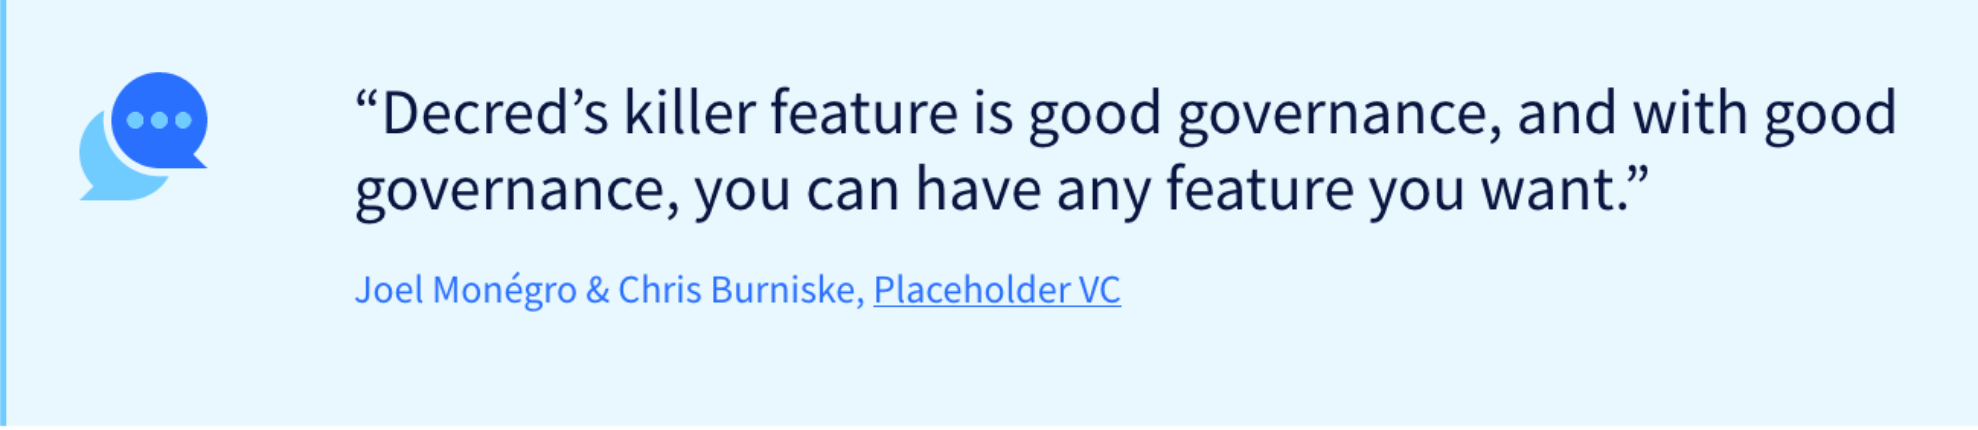 “Decred’s killer feature is good governance, and with good
governance, you can have any feature you want.”
Joel Monégro & Chris Burniske, Placeholder VC